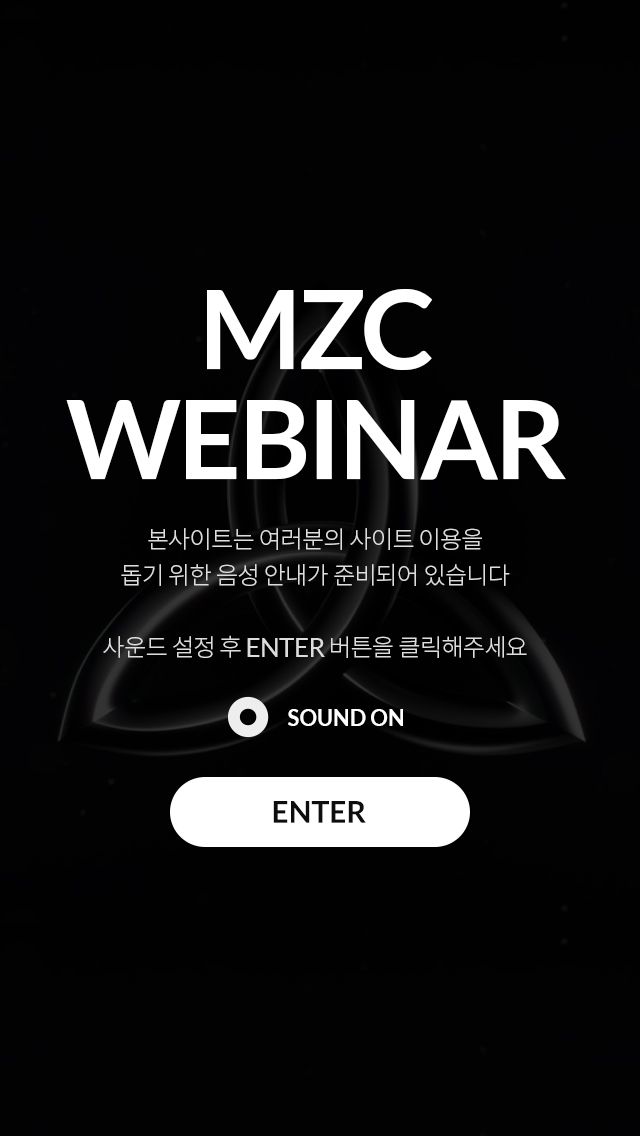 MZC
WEBINAR
본사이트는 여러분의 사이트 이용을
돕기 위한 음성 안내가 준비되어 있습니다
사운드 설정 후 ENTER 버튼을 클릭해주세요
SOUND ON
ENTER